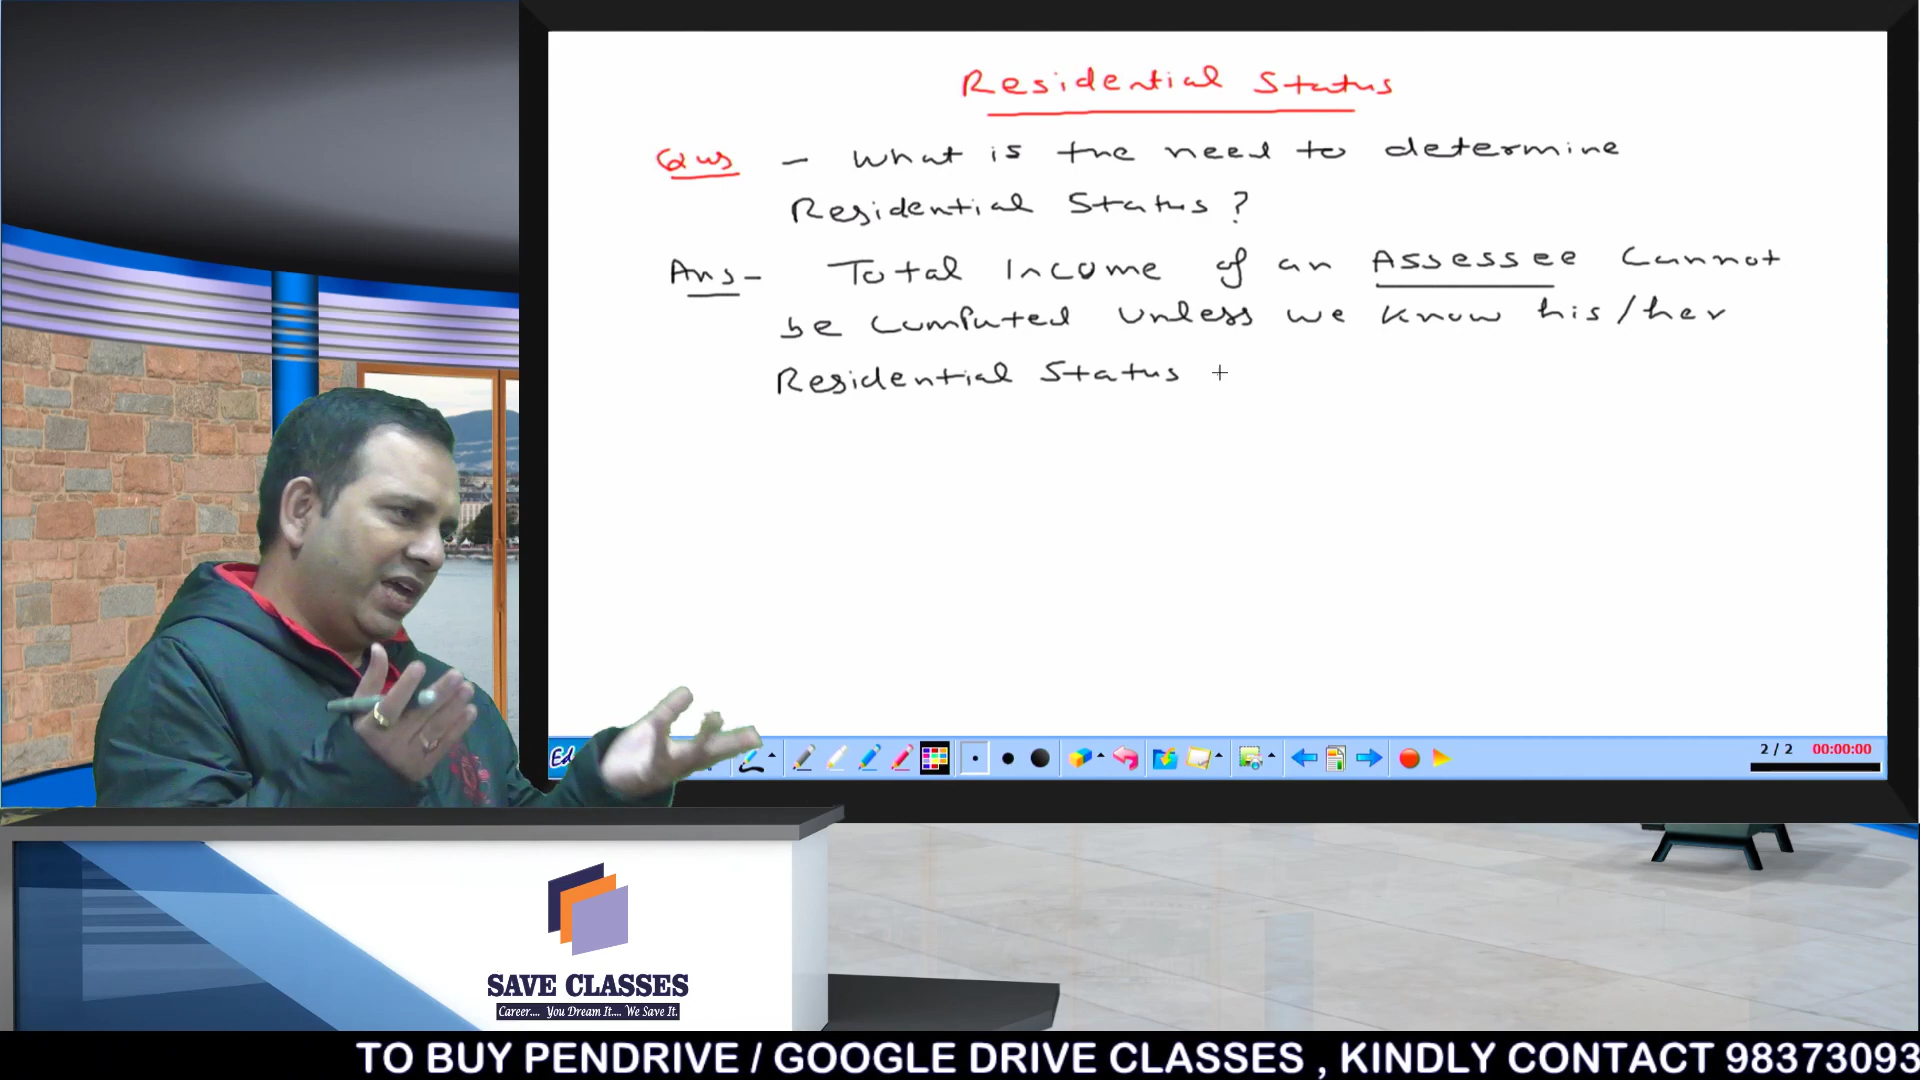 Residential Status
Qus - What is the need to determine
Residential Status ?
Ans - Total Income of an Assessee Cannot
be Computed unless we know his/her
Residential Status
Ed
2 / 2 00:00:00
SAVE CLASSES
Career.... You Dream It.... We Save It.
TO BUY PENDRIVE / GOOGLE DRIVE CLASSES , KINDLY CONTACT 98373093